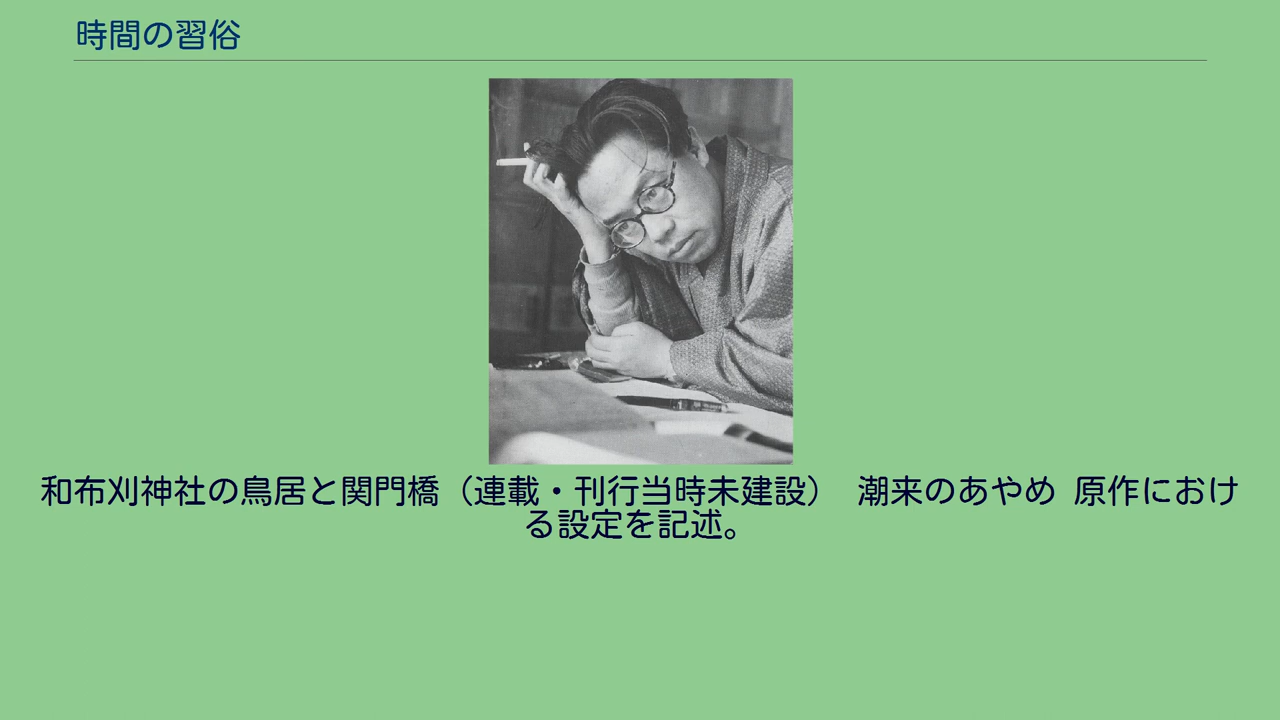 時間の習俗
和布刈神社の鳥居と関門橋（連載・刊行当時未建設） 潮来のあやめ 原作におけ
る設定を記述。